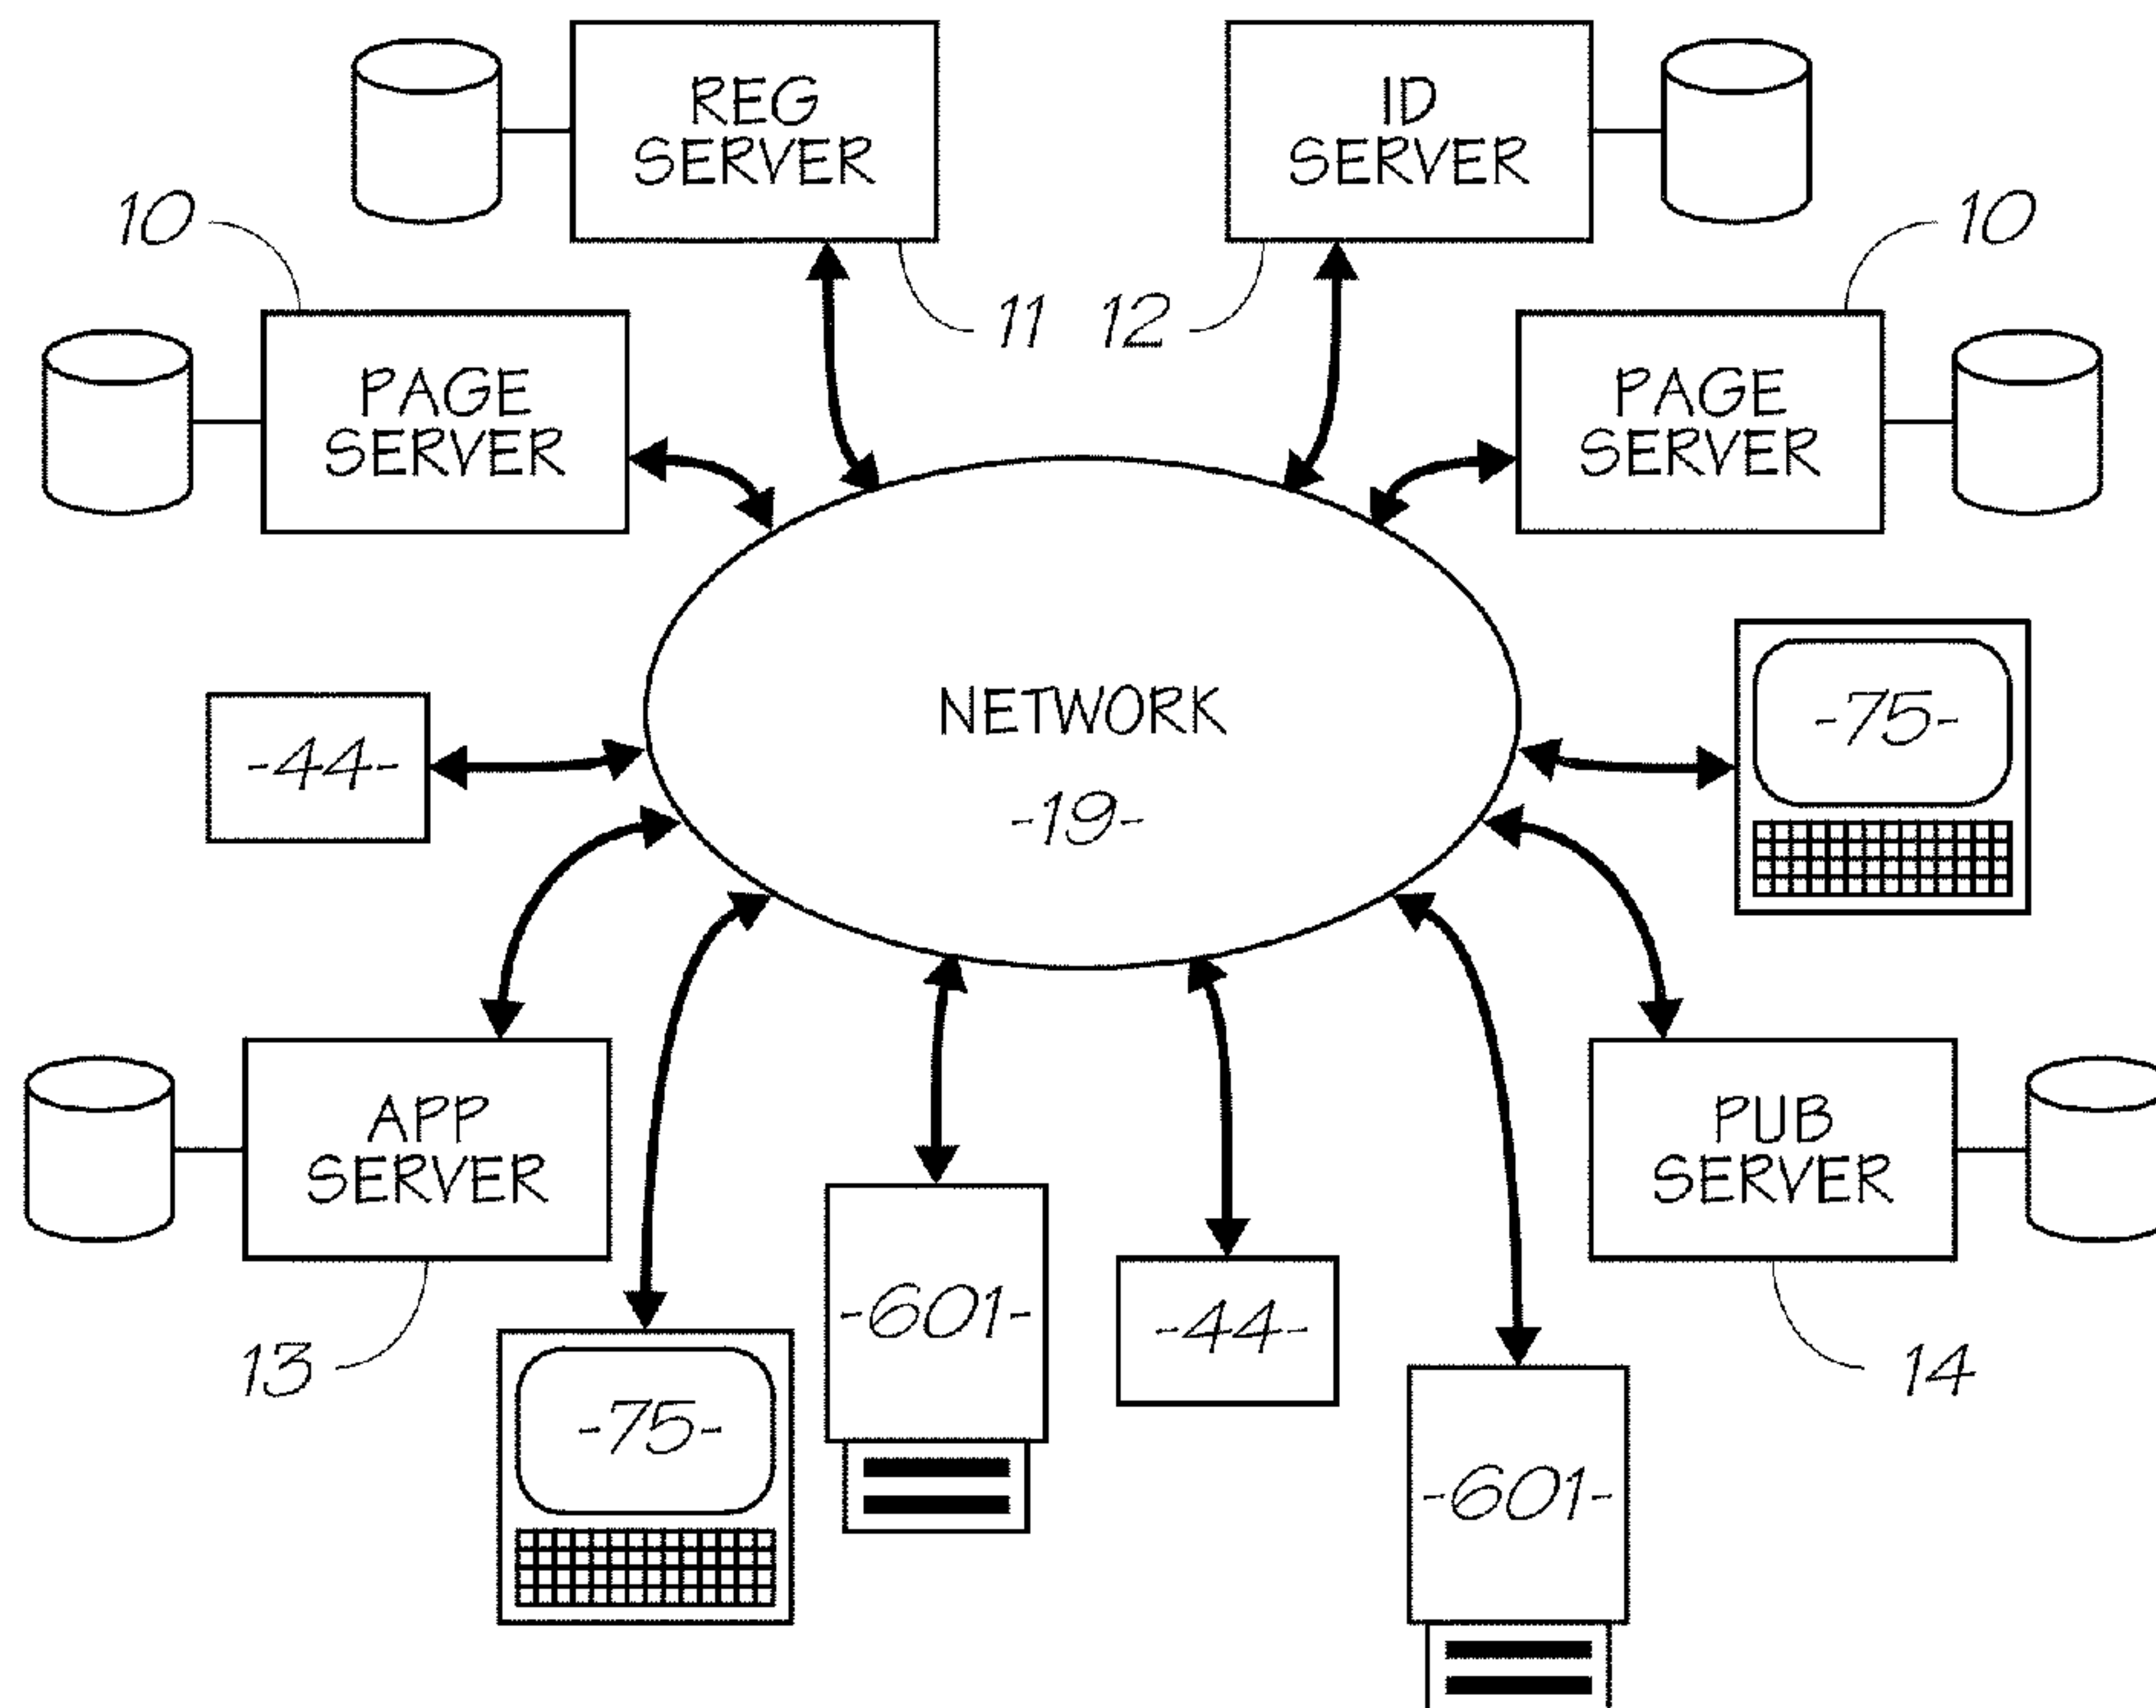 REG
SERVER
ID
SERVER
10
10
11
12
PAGE
SERVER
PAGE
SERVER
NETWORK
-19-
-44-
-75-
APP
SERVER
PUB
SERVER
-601-
-44-
13
14
-75-
-601-